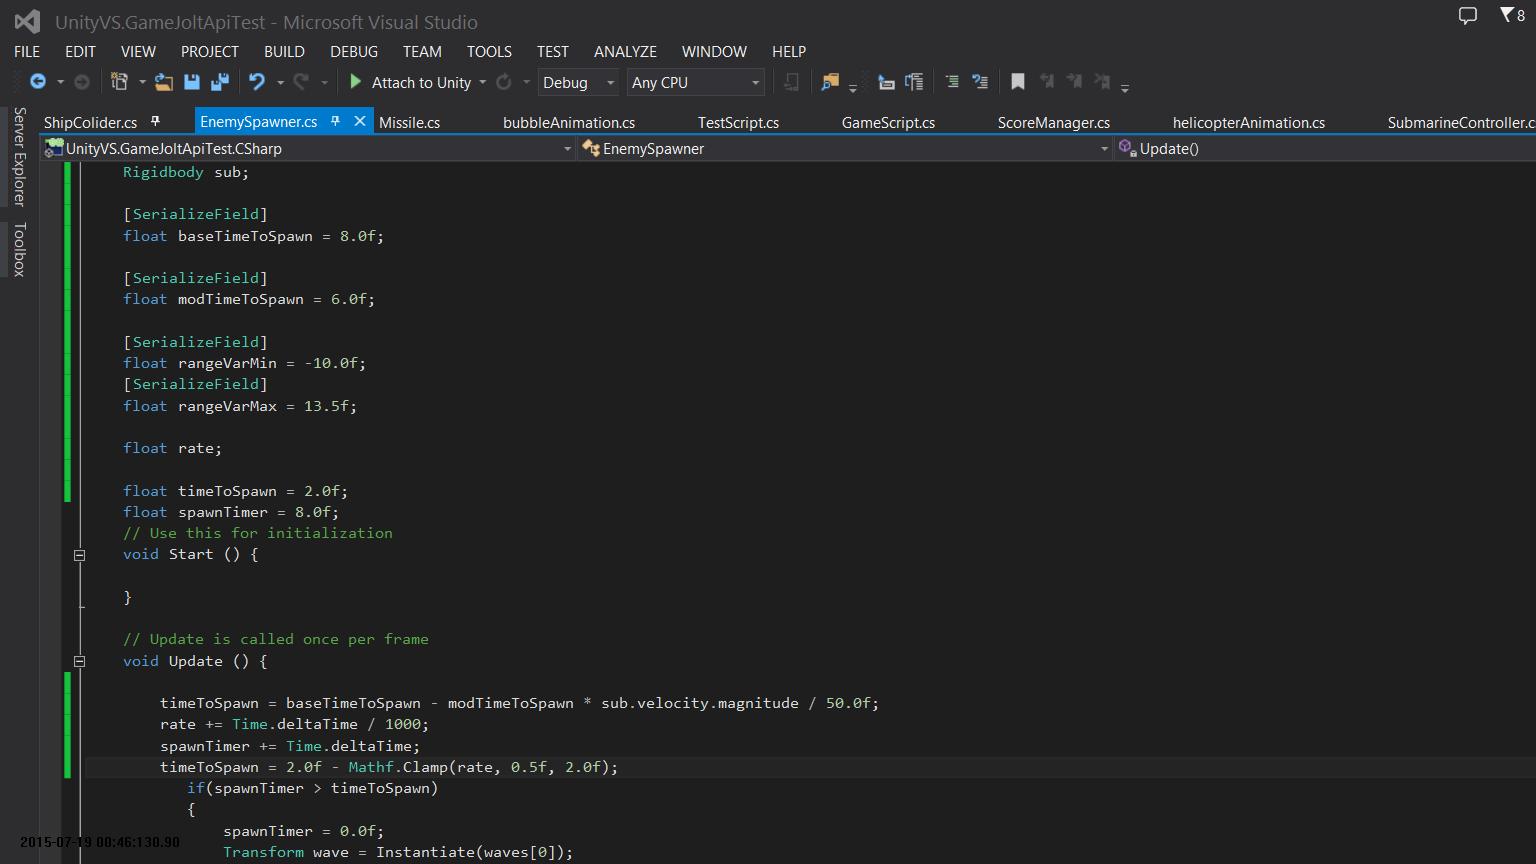 UnityVS.GameJoltApiTest - Microsoft Visual Studio
8
FILE EDIT VIEW PROJECT BUILD DEBUG TEAM TOOLS TEST ANALYZE WINDOW HELP
Attach to Unity Debug Any CPU
Server Explorer
Toolbox
ShipColider.cs EnemySpawner.cs Missile.cs bubbleAnimation.cs TestScript.cs GameScript.cs ScoreManager.cs helicopterAnimation.cs SubmarineController.cs
UnityVS.GameJoltApiTest.CSharp EnemySpawner Update()
Rigidbody sub;
[SerializeField]
float baseTimeToSpawn = 8.0f;
[SerializeField]
float modTimeToSpawn = 6.0f;
[SerializeField]
float rangeVarMin = -10.0f;
[SerializeField]
float rangeVarMax = 13.5f;
float rate;
float timeToSpawn = 2.0f;
float spawnTimer = 8.0f;
// Use this for initialization
void Start () {
}
// Update is called once per frame
void Update () {
timeToSpawn = baseTimeToSpawn - modTimeToSpawn * sub.velocity.magnitude / 50.0f;
rate += Time.deltaTime / 1000;
spawnTimer += Time.deltaTime;
timeToSpawn = 2.0f - Mathf.Clamp(rate, 0.5f, 2.0f);
if(spawnTimer > timeToSpawn)
{
spawnTimer = 0.0f;
Transform wave = Instantiate(waves[0]);
2015-07-19 00:46:130.90